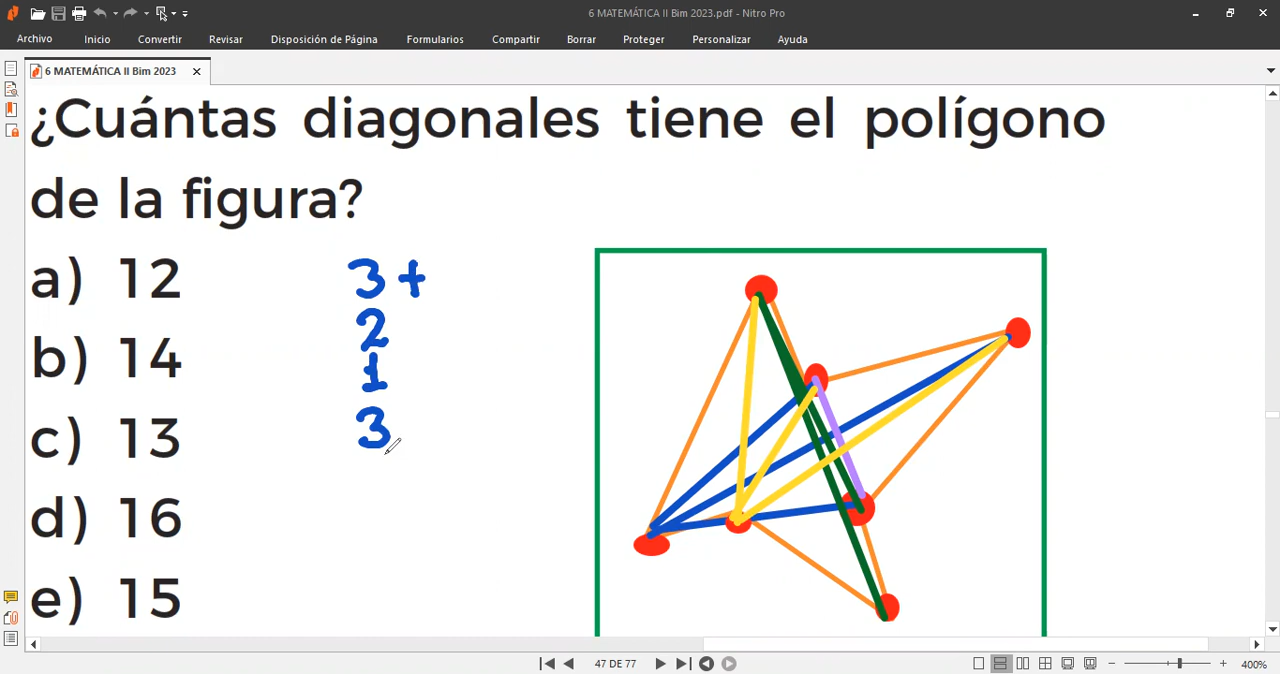 6 MATEMÁTICA II Bim 2023.pdf - Nitro Pro
Archivo Inicio Convertir Revisar Disposición de Página Formularios Compartir Borrar Proteger Personalizar Ayuda
6 MATEMÁTICA II Bim 2023
¿Cuántas diagonales tiene el polígono
de la figura?
a) 12
b) 14
c) 13
d) 16
e) 15
3 +
2
1
3
47 DE 77
400%